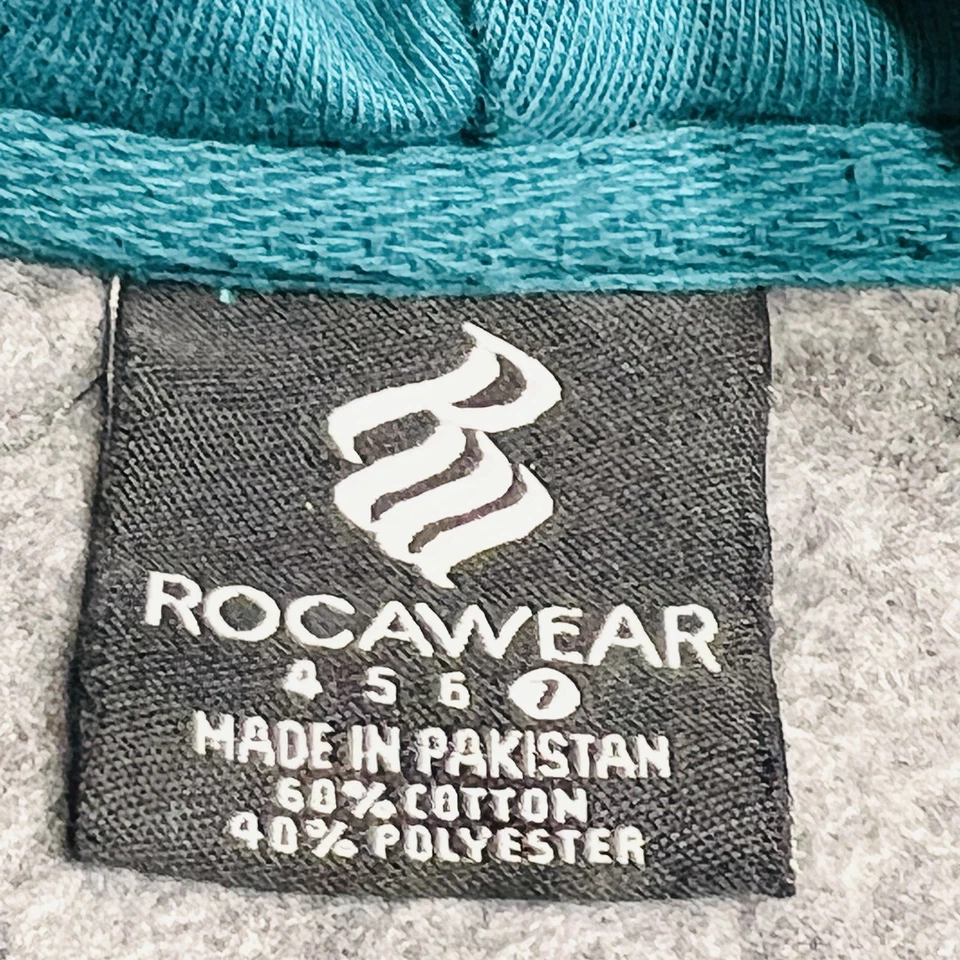 ROCAWEAR
4 5 6 7
MADE IN PAKISTAN
60% COTTON
40% POLYESTER